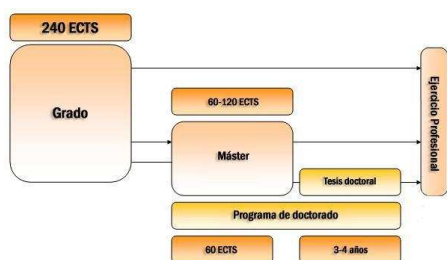 240 ECTS
Grado
60-120 ECTS
Máster
Tesis doctoral
Programa de doctorado
60 ECTS
3-4 años
Ejercicio Profesional